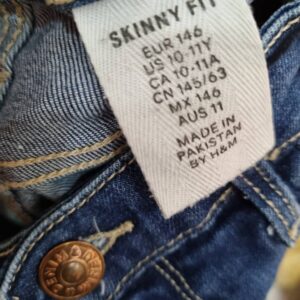 SKINNY FIT
EUR 146
US 10-11Y
CA 10-11A
CN 145/63
MX 146
AUS 11
MADE IN
PAKISTAN
BY H&M
DENIM